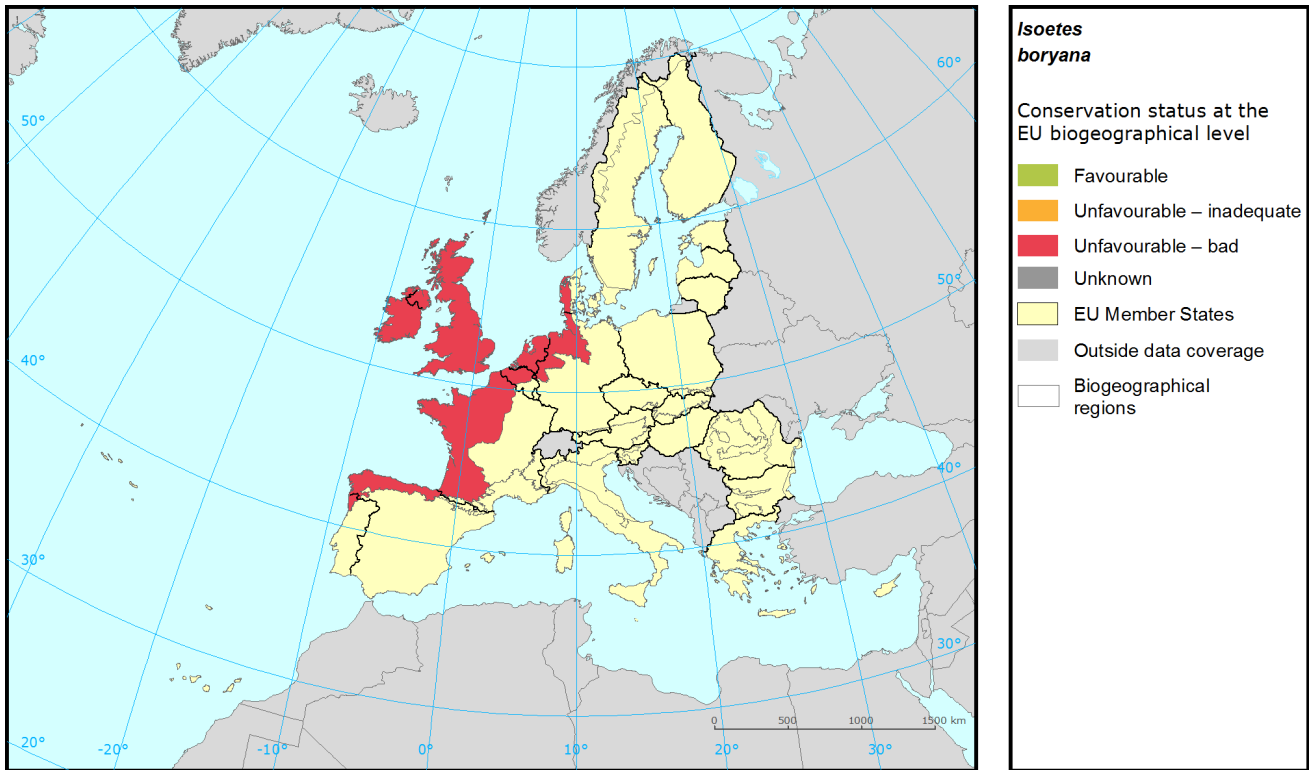 60°
50°
50°
40°
40°
30°
30°
20°
-20°
-10°
0°
10°
20°
30°
0
500
1000
1500 km
Isoetes
boryana
Conservation status at the
EU biogeographical level
Favourable
Unfavourable – inadequate
Unfavourable – bad
Unknown
EU Member States
Outside data coverage
Biogeographical
regions